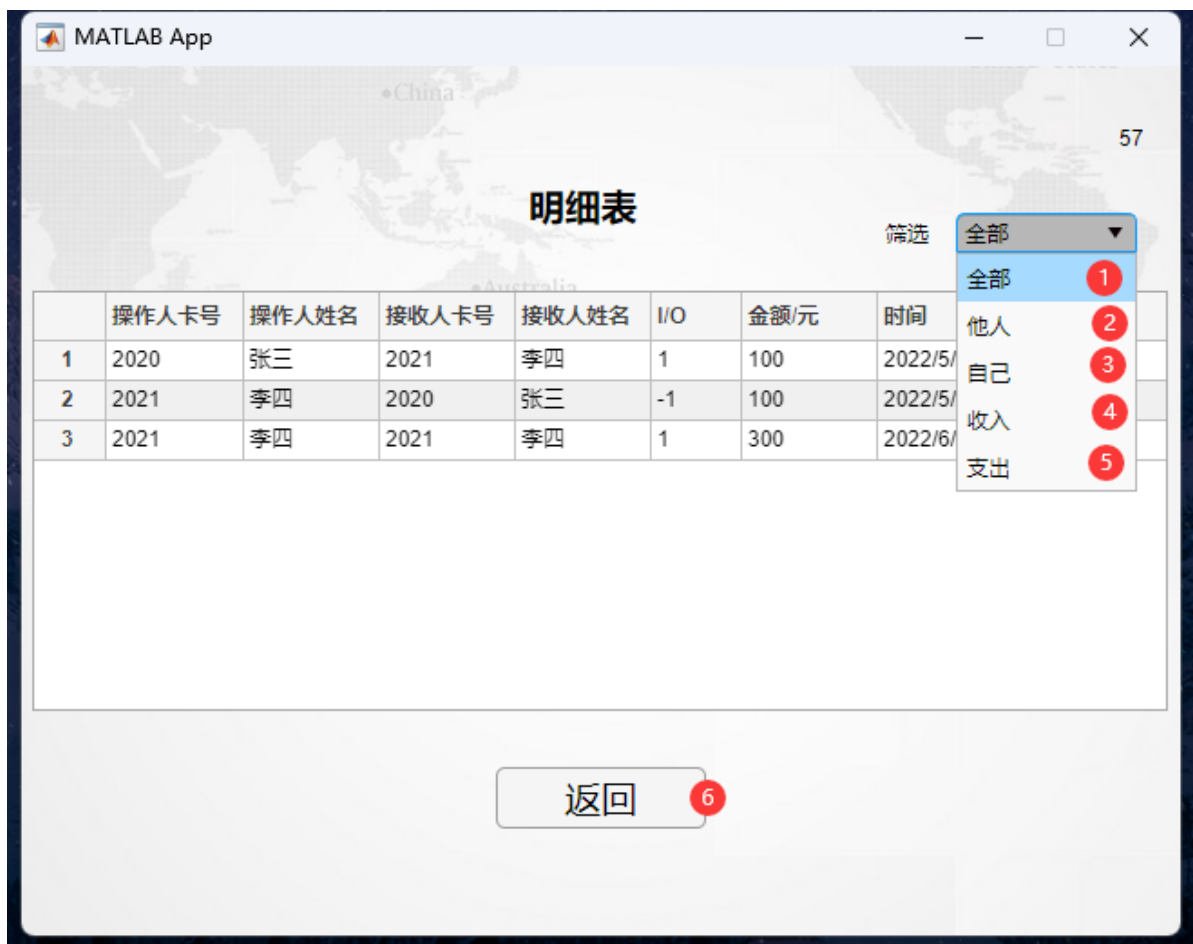 MATLAB App
•China
57
明细表
筛选 全部
全部 1
他人 2
自己 3
收入 4
支出 5
•Australia
操作人卡号 操作人姓名 接收人卡号 接收人姓名 I/O 金额/元 时间
1 2020 张三 2021 李四 1 100 2022/5/
2 2021 李四 2020 张三 -1 100 2022/5/
3 2021 李四 2021 李四 1 300 2022/6/
返回 6